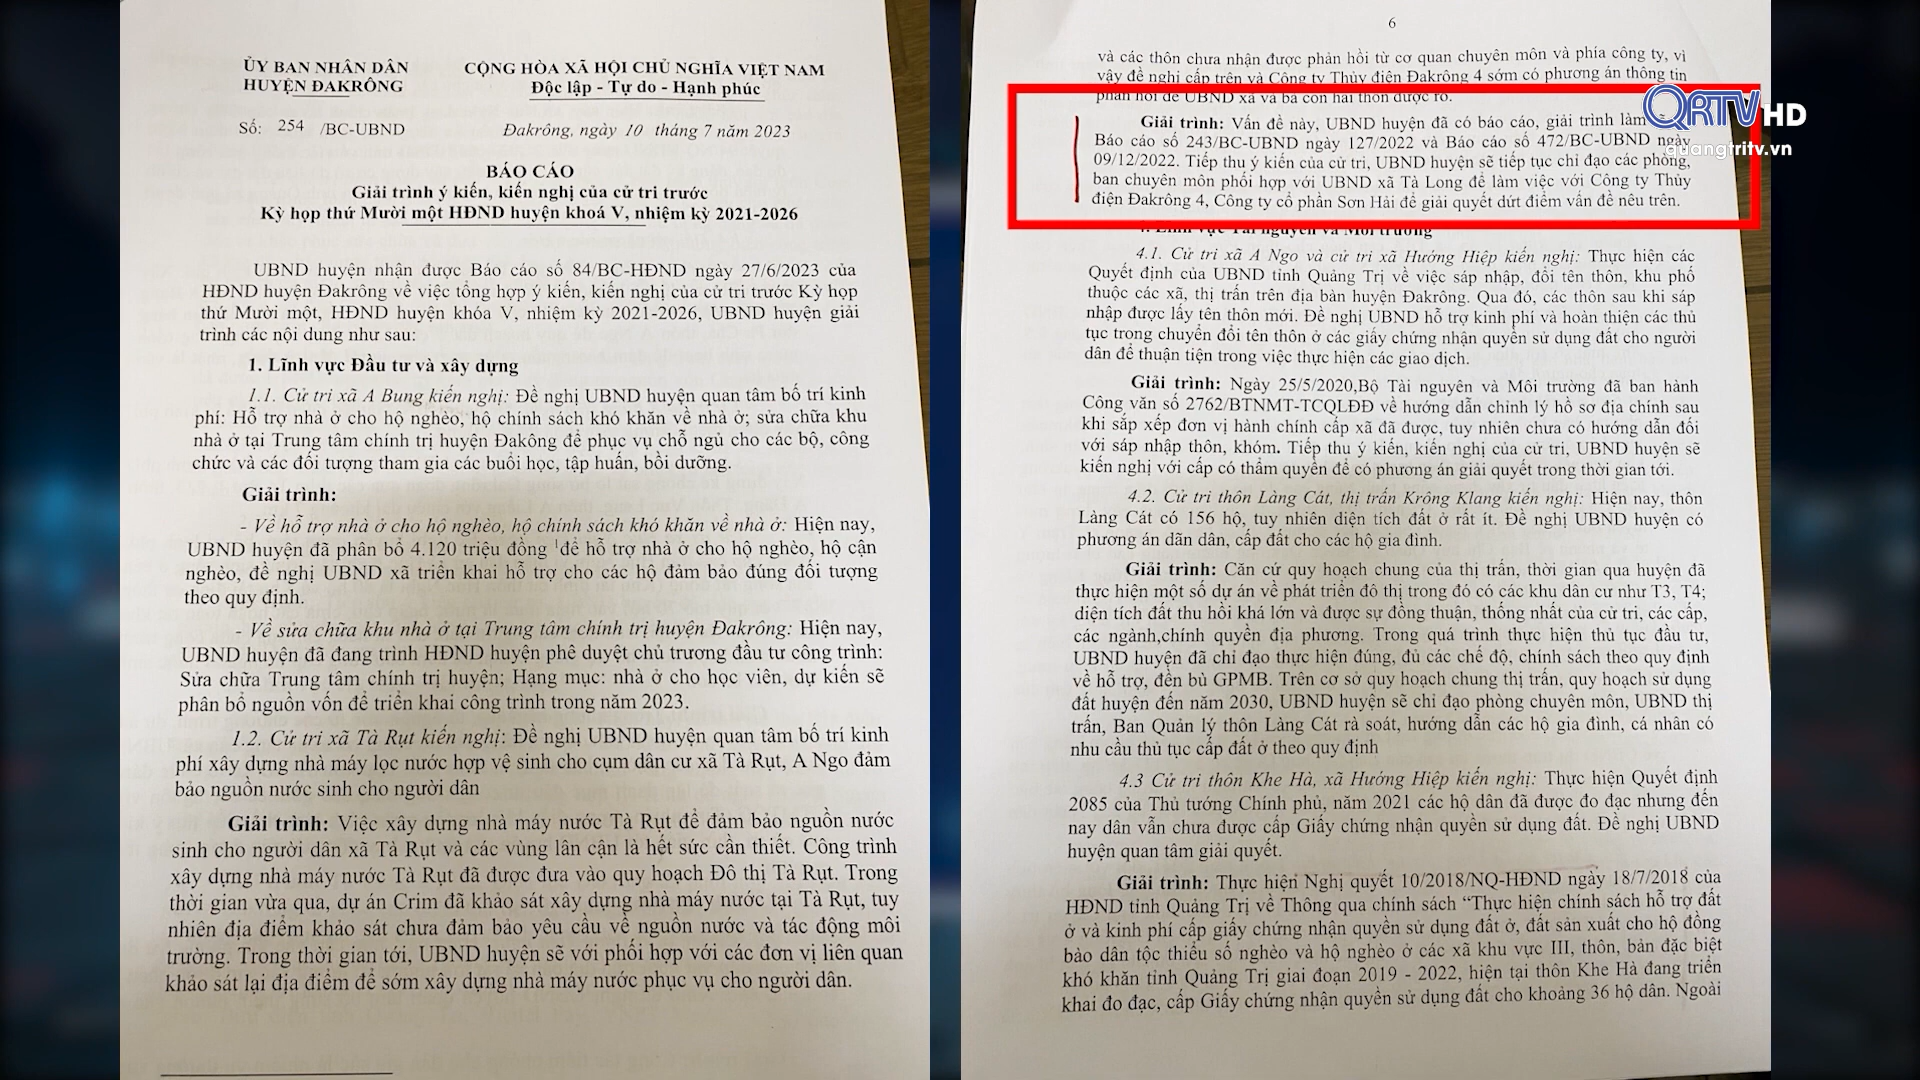 ỦY BAN NHÂN DÂN
HUYỆN ĐAKRÔNG
CỘNG HÒA XÃ HỘI CHỦ NGHĨA VIỆT NAM
Độc lập - Tự do - Hạnh phúc
Số: 254 /BC-UBND
Đakrông, ngày 10 tháng 7 năm 2023
BÁO CÁO
Giải trình ý kiến, kiến nghị của cử tri trước
Kỳ họp thứ Mười một HĐND huyện khoá V, nhiệm kỳ 2021-2026
UBND huyện nhận được Báo cáo số 84/BC-HĐND ngày 27/6/2023 của
HĐND huyện Đakrông về việc tổng hợp ý kiến, kiến nghị của cử tri trước Kỳ họp
thứ Mười một, HĐND huyện khóa V, nhiệm kỳ 2021-2026, UBND huyện giải
trình các nội dung như sau:
1. Lĩnh vực Đầu tư và xây dựng
1.1. Cử tri xã A Bung kiến nghị: Đề nghị UBND huyện quan tâm bố trí kinh
phí: Hỗ trợ nhà ở cho hộ nghèo, hộ chính sách khó khăn về nhà ở; sửa chữa khu
nhà ở tại Trung tâm chính trị huyện Đakông để phục vụ chỗ ngủ cho các bộ, công
chức và các đối tượng tham gia các buổi học, tập huấn, bồi dưỡng.
Giải trình:
- Về hỗ trợ nhà ở cho hộ nghèo, hộ chính sách khó khăn về nhà ở: Hiện nay,
UBND huyện đã phân bổ 4.120 triệu đồng 1 để hỗ trợ nhà ở cho hộ nghèo, hộ cận
nghèo, đề nghị UBND xã triển khai hỗ trợ cho các hộ đảm bảo đúng đối tượng
theo quy định.
- Về sửa chữa khu nhà ở tại Trung tâm chính trị huyện Đakrông: Hiện nay,
UBND huyện đã đang trình HĐND huyện phê duyệt chủ trương đầu tư công trình:
Sửa chữa Trung tâm chính trị huyện; Hạng mục: nhà ở cho học viên, dự kiến sẽ
phân bổ nguồn vốn để triển khai công trình trong năm 2023.
1.2. Cử tri xã Tà Rụt kiến nghị: Đề nghị UBND huyện quan tâm bố trí kinh
phí xây dựng nhà máy lọc nước hợp vệ sinh cho cụm dân cư xã Tà Rụt, A Ngo đảm
bảo nguồn nước sinh cho người dân
Giải trình: Việc xây dựng nhà máy nước Tà Rụt để đảm bảo nguồn nước
sinh cho người dân xã Tà Rụt và các vùng lân cận là hết sức cần thiết. Công trình
xây dựng nhà máy nước Tà Rụt đã được đưa vào quy hoạch Đô thị Tà Rụt. Trong
thời gian vừa qua, dự án Crim đã khảo sát xây dựng nhà máy nước tại Tà Rụt, tuy
nhiên địa điểm khảo sát chưa đảm bảo yêu cầu về nguồn nước và tác động môi
trường. Trong thời gian tới, UBND huyện sẽ với phối hợp với các đơn vị liên quan
khảo sát lại địa điểm để sớm xây dựng nhà máy nước phục vụ cho người dân.
6
và các thôn chưa nhận được phản hồi từ cơ quan chuyên môn và phía công ty, vì
vậy đề nghị cấp trên và Công ty Thủy điện Đakrông 4 sớm có phương án thông tin
phản hồi để UBND xã và bà con hai thôn được rõ.
Giải trình: Vấn đề này, UBND huyện đã có báo cáo, giải trình làm
Báo cáo số 243/BC-UBND ngày 127/2022 và Báo cáo số 472/BC-UBND ngày
09/12/2022. Tiếp thu ý kiến của cử tri, UBND huyện sẽ tiếp tục chỉ đạo các phòng,
ban chuyên môn phối hợp với UBND xã Tà Long để làm việc với Công ty Thủy
điện Đakrông 4, Công ty cổ phần Sơn Hải để giải quyết dứt điểm vấn đề nêu trên.
QRTV HD
quangtritv.vn
4. Lĩnh vực Tài nguyên và Môi trường
4.1. Cử tri xã A Ngo và cử tri xã Hướng Hiệp kiến nghị: Thực hiện các
Quyết định của UBND tỉnh Quảng Trị về việc sáp nhập, đổi tên thôn, khu phố
thuộc các xã, thị trấn trên địa bàn huyện Đakrông. Qua đó, các thôn sau khi sáp
nhập được lấy tên thôn mới. Đề nghị UBND hỗ trợ kinh phí và hoàn thiện các thủ
tục trong chuyển đổi tên thôn ở các giấy chứng nhận quyền sử dụng đất cho người
dân để thuận tiện trong việc thực hiện các giao dịch.
Giải trình: Ngày 25/5/2020,Bộ Tài nguyên và Môi trường đã ban hành
Công văn số 2762/BTNMT-TCQLĐĐ về hướng dẫn chỉnh lý hồ sơ địa chính sau
khi sắp xếp đơn vị hành chính cấp xã đã được, tuy nhiên chưa có hướng dẫn đối
với sáp nhập thôn, khóm. Tiếp thu ý kiến, kiến nghị của cử tri, UBND huyện sẽ
kiến nghị với cấp có thẩm quyền để có phương án giải quyết trong thời gian tới.
4.2. Cử tri thôn Làng Cát, thị trấn Krông Klang kiến nghị: Hiện nay, thôn
Làng Cát có 156 hộ, tuy nhiên diện tích đất ở rất ít. Đề nghị UBND huyện có
phương án dãn dân, cấp đất cho các hộ gia đình.
Giải trình: Căn cứ quy hoạch chung của thị trấn, thời gian qua huyện đã
thực hiện một số dự án về phát triển đô thị trong đó có các khu dân cư như T3, T4;
diện tích đất thu hồi khá lớn và được sự đồng thuận, thống nhất của cử tri, các cấp,
các ngành,chính quyền địa phương. Trong quá trình thực hiện thủ tục đầu tư,
UBND huyện đã chỉ đạo thực hiện đúng, đủ các chế độ, chính sách theo quy định
về hỗ trợ, đền bù GPMB. Trên cơ sở quy hoạch chung thị trấn, quy hoạch sử dụng
đất huyện đến năm 2030, UBND huyện sẽ chỉ đạo phòng chuyên môn, UBND thị
trấn, Ban Quản lý thôn Làng Cát rà soát, hướng dẫn các hộ gia đình, cá nhân có
nhu cầu thủ tục cấp đất ở theo quy định
4.3 Cử tri thôn Khe Hà, xã Hướng Hiệp kiến nghị: Thực hiện Quyết định
2085 của Thủ tướng Chính phủ, năm 2021 các hộ dân đã được đo đạc nhưng đến
nay dân vẫn chưa được cấp Giấy chứng nhận quyền sử dụng đất. Đề nghị UBND
huyện quan tâm giải quyết.
Giải trình: Thực hiện Nghị quyết 10/2018/NQ-HĐND ngày 18/7/2018 của
HĐND tỉnh Quảng Trị về Thông qua chính sách “Thực hiện chính sách hỗ trợ đất
ở và kinh phí cấp giấy chứng nhận quyền sử dụng đất ở, đất sản xuất cho hộ đồng
bào dân tộc thiểu số nghèo và hộ nghèo ở các xã khu vực III, thôn, bản đặc biệt
khó khăn tỉnh Quảng Trị giai đoạn 2019 - 2022, hiện tại thôn Khe Hà đang triển
khai đo đạc, cấp Giấy chứng nhận quyền sử dụng đất cho khoảng 36 hộ dân. Ngoài